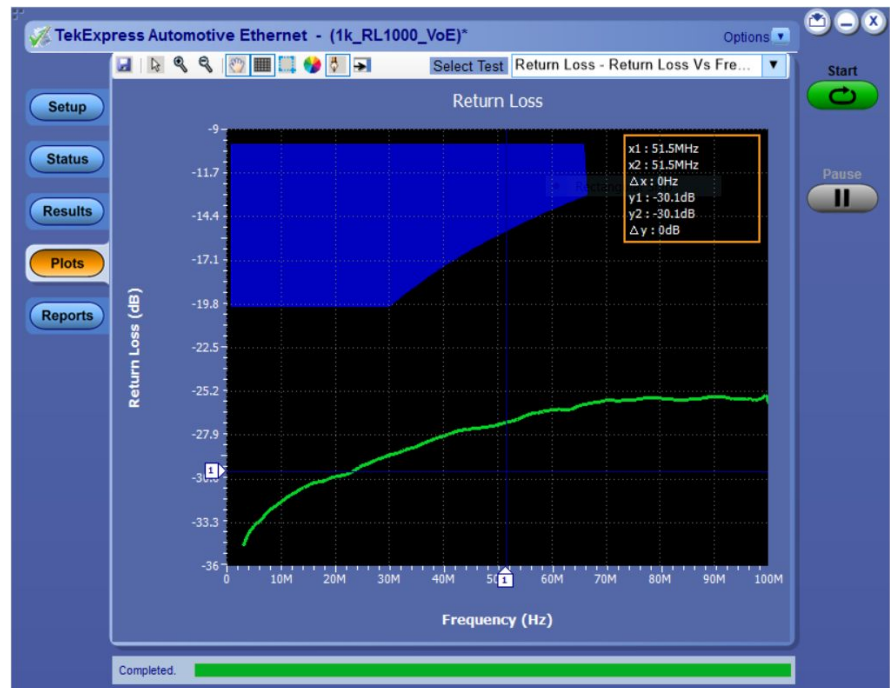 TekExpress Automotive Ethernet - (1k_RL1000_VoE)*
Options
Select Test
Return Loss - Return Loss Vs Fre...
Start
Pause
Setup
Status
Results
Plots
Reports
Return Loss
x1 : 51.5MHz
x2 : 51.5MHz
Δx : 0Hz
y1 : -30.1dB
y2 : -30.1dB
Δy : 0dB
Return Loss (dB)
-9
-11.7
-14.4
-17.1
-19.8
-22.5
-25.2
-27.9
1
-33.3
-36
0
10M
20M
30M
40M
1
60M
70M
80M
90M
100M
Frequency (Hz)
Completed.